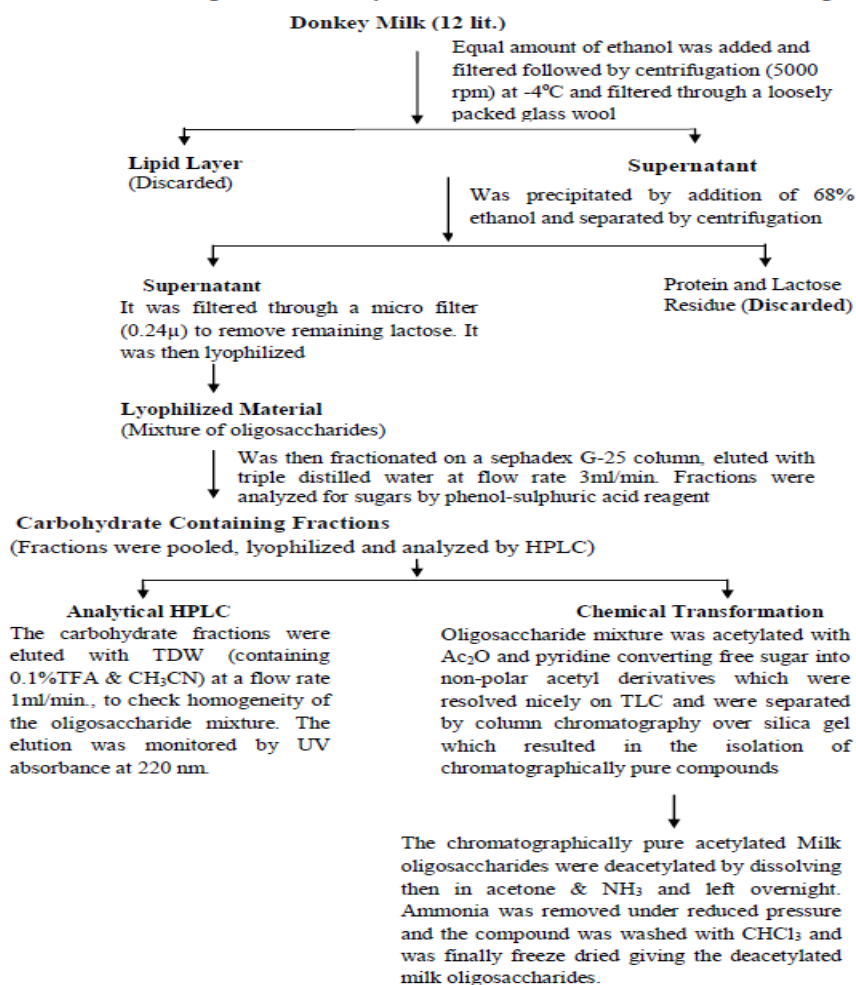 Donkey Milk (12 lit.)
Equal amount of ethanol was added and
filtered followed by centrifugation (5000
rpm) at -4ºC and filtered through a loosely
packed glass wool
Lipid Layer
(Discarded)
Supernatant
Was precipitated by addition of 68%
ethanol and separated by centrifugation
Supernatant
It was filtered through a micro filter
(0.24μ) to remove remaining lactose. It
was then lyophilized
Protein and Lactose
Residue (Discarded)
Lyophilized Material
(Mixture of oligosaccharides)
Was then fractionated on a sephadex G-25 column, eluted with
triple distilled water at flow rate 3ml/min. Fractions were
analyzed for sugars by phenol-sulphuric acid reagent
Carbohydrate Containing Fractions
(Fractions were pooled, lyophilized and analyzed by HPLC)
Analytical HPLC
The carbohydrate fractions were
eluted with TDW (containing
0.1%TFA & CH₃CN) at a flow rate
1ml/min., to check homogeneity of
the oligosaccharide mixture. The
elution was monitored by UV
absorbance at 220 nm.
Chemical Transformation
Oligosaccharide mixture was acetylated with
Ac₂O and pyridine converting free sugar into
non-polar acetyl derivatives which were
resolved nicely on TLC and were separated
by column chromatography over silica gel
which resulted in the isolation of
chromatographically pure compounds
The chromatographically pure acetylated Milk
oligosaccharides were deacetylated by dissolving
then in acetone & NH₃ and left overnight.
Ammonia was removed under reduced pressure
and the compound was washed with CHCl₃ and
was finally freeze dried giving the deacetylated
milk oligosaccharides.